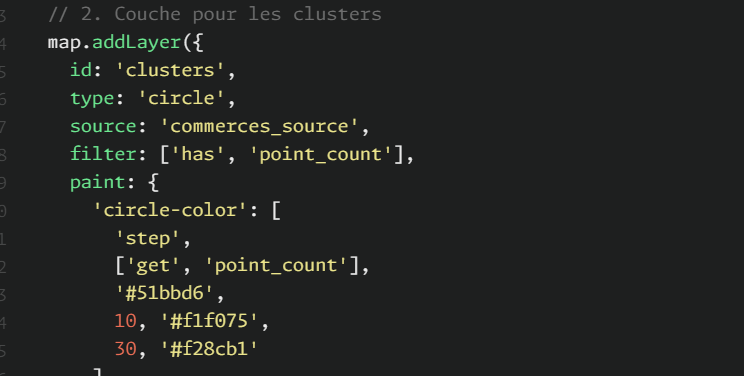 3 // 2. Couche pour les clusters
4 map.addLayer({
5 id: 'clusters',
6 type: 'circle',
7 source: 'commerces_source',
8 filter: ['has', 'point_count'],
9 paint: {
0 'circle-color': [
1 'step',
2 ['get', 'point_count'],
3 '#51bbd6',
4 10, '#f1f075',
5 30, '#f28cb1'
6 ]